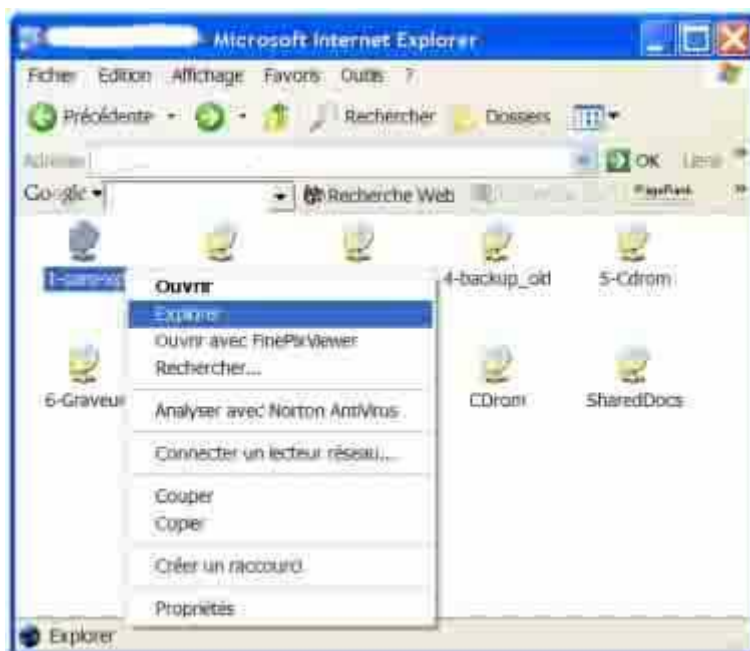 Microsoft Internet Explorer
Fichier Edition Affichage Favoris Outils ?
Précédente Rechercher Dossiers
OK
Google Recherche Web PageRank
4-backup_old 5-Cdrom
Ouvrir
Explorer
Ouvrir avec FinePixViewer
Rechercher...
6-Graveur CDrom SharedDocs
Analyser avec Norton AntiVirus
Connecter un lecteur réseau...
Couper
Copier
Créer un raccourci
Propriétés
Explorer